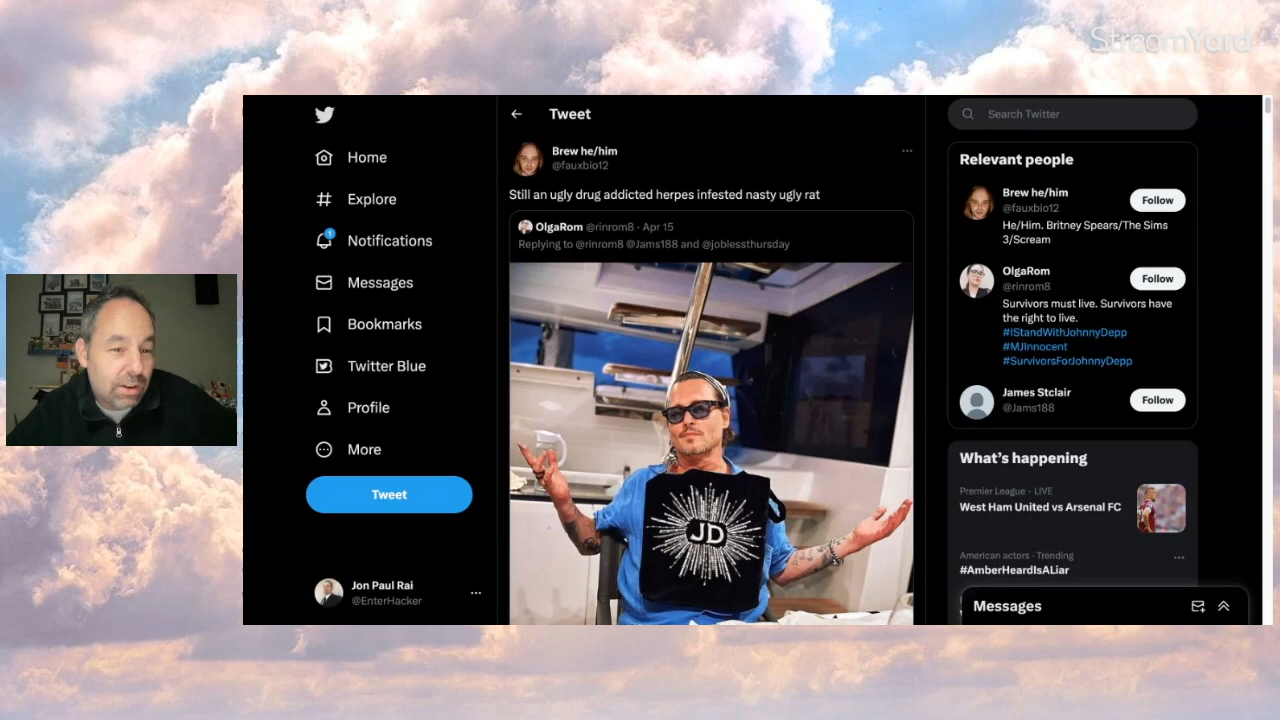 StreamYard
Home
Explore
1
Notifications
Messages
Bookmarks
Twitter Blue
Profile
More
Tweet
Jon Paul Rai
@EnterHacker
Tweet
Brew he/him
@fauxbio12
Still an ugly drug addicted herpes infested nasty ugly rat
OlgaRom @rinrom8 · Apr 15
Replying to @rinrom8 @Jams188 and @joblessthursday
JD
Search Twitter
Relevant people
Brew he/him
@fauxbio12
Follow
He/Him. Britney Spears/The Sims
3/Scream
OlgaRom
@rinrom8
Follow
Survivors must live. Survivors have
the right to live.
#IStandWithJohnnyDepp
#MJInnocent
#SurvivorsForJohnnyDepp
James Stclair
@Jams188
Follow
What's happening
Premier League · LIVE
West Ham United vs Arsenal FC
American actors · Trending
#AmberHeardIsALiar
Messages